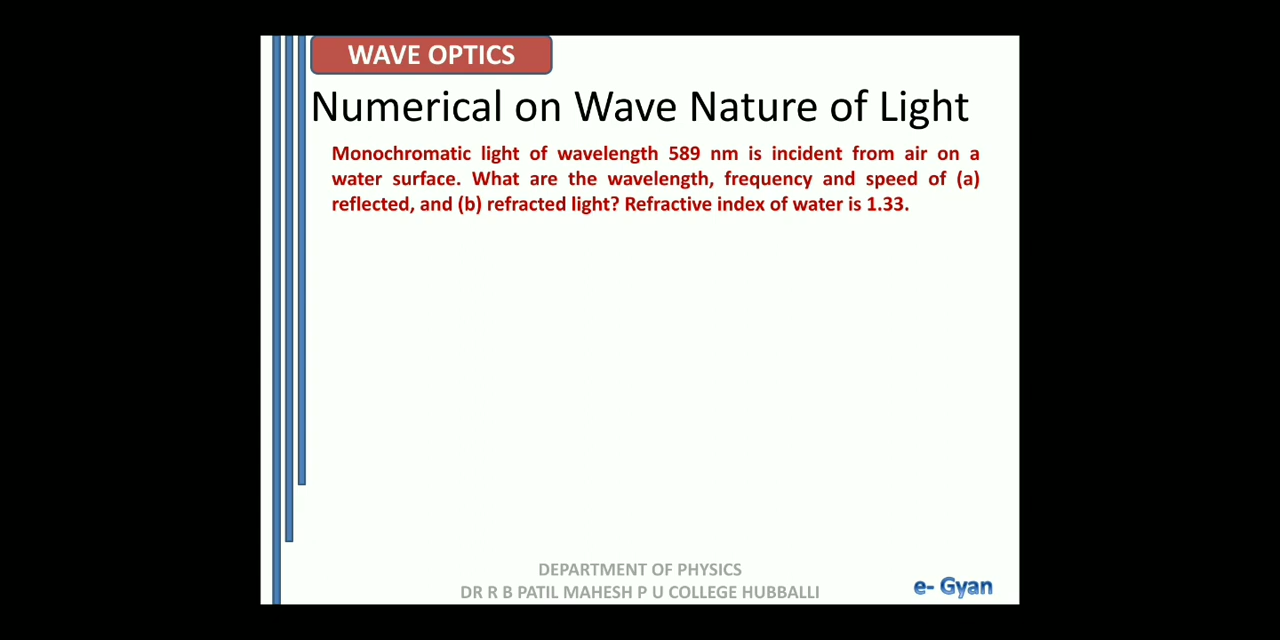 WAVE OPTICS
Numerical on Wave Nature of Light
Monochromatic light of wavelength 589 nm is incident from air on a
water surface. What are the wavelength, frequency and speed of (a)
reflected, and (b) refracted light? Refractive index of water is 1.33.
DEPARTMENT OF PHYSICS
DR R B PATIL MAHESH P U COLLEGE HUBBALLI
e- Gyan